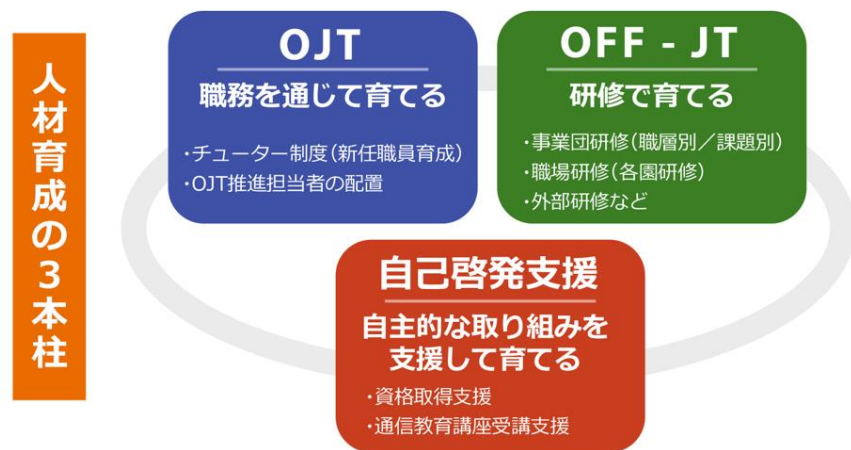 人材育成の3本柱
OJT
職務を通じて育てる
・チューター制度(新任職員育成)
・OJT推進担当者の配置
OFF - JT
研修で育てる
・事業団研修(職層別／課題別)
・職場研修(各園研修)
・外部研修など
自己啓発支援
自主的な取り組みを
支援して育てる
・資格取得支援
・通信教育講座受講支援